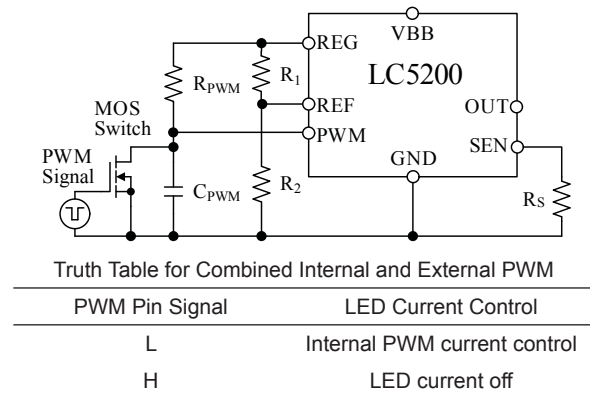 REG
VBB
LC5200
RPWM
R1
REF
OUT
MOS
Switch
PWM
SEN
PWM
Signal
GND
CPWM
R2
RS
Truth Table for Combined Internal and External PWM
PWM Pin Signal LED Current Control
L Internal PWM current control
H LED current off